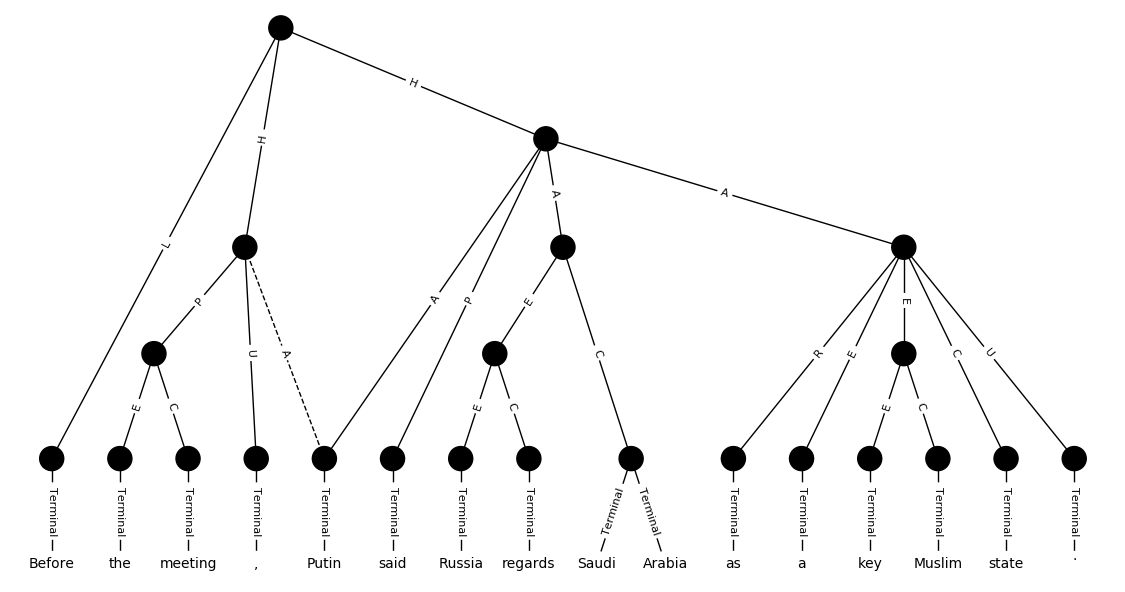 H
H
A
A
L
P
U
A
A
P
E
C
R
E
E
C
U
E
C
E
C
E
C
Terminal Terminal Terminal Terminal Terminal Terminal Terminal Terminal Terminal Terminal Terminal Terminal Terminal Terminal Terminal Terminal
Before the meeting , Putin said Russia regards Saudi Arabia as a key Muslim state .